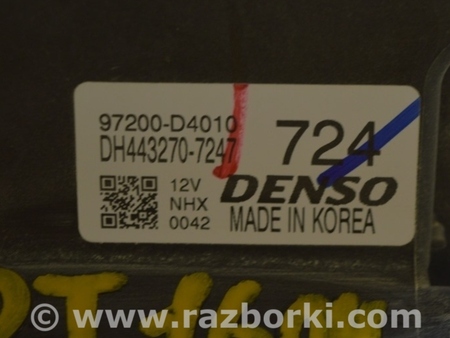 97200-D4010
DH443270-7247
724
12V
NHX
0042
DENSO
MADE IN KOREA
© www.razborki.com